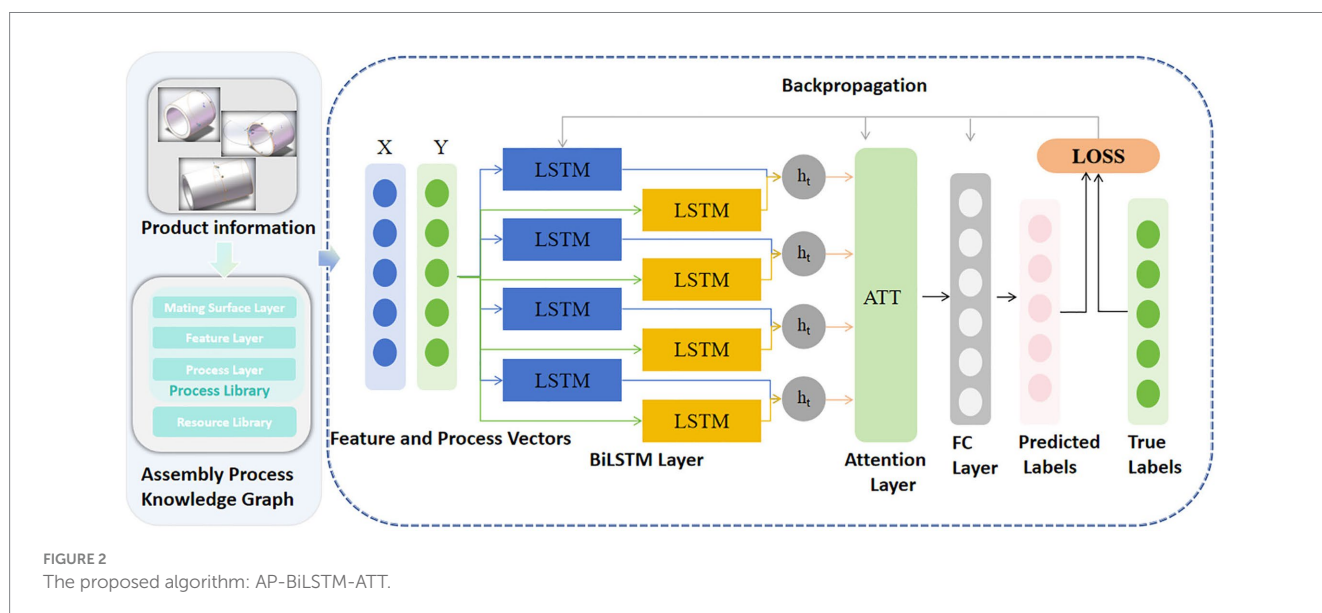 Backpropagation
Product information
Mating Surface Layer
Feature Layer
Process Layer
Process Library
Resource Library
Assembly Process
Knowledge Graph
X
Y
Feature and Process Vectors
LSTM
LSTM
LSTM
LSTM
LSTM
LSTM
LSTM
LSTM
BiLSTM Layer
ht
ht
ht
ht
ATT
Attention
Layer
FC
Layer
LOSS
Predicted
Labels
True
Labels
FIGURE 2
The proposed algorithm: AP-BiLSTM-ATT.